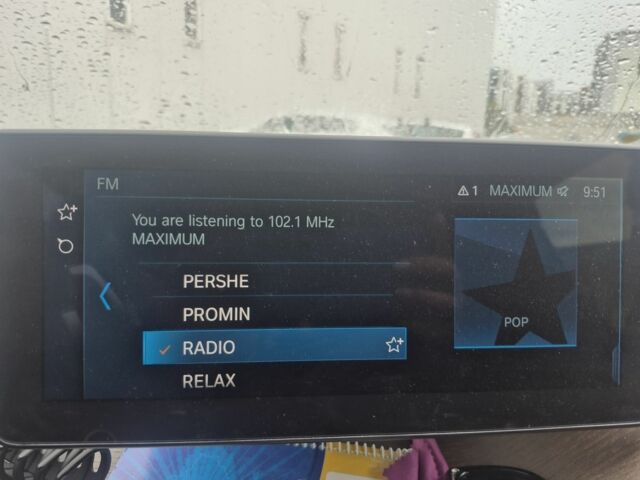 FM
1 MAXIMUM 9:51
You are listening to 102.1 MHz
MAXIMUM
PERSHE
PROMIN
RADIO
RELAX
POP